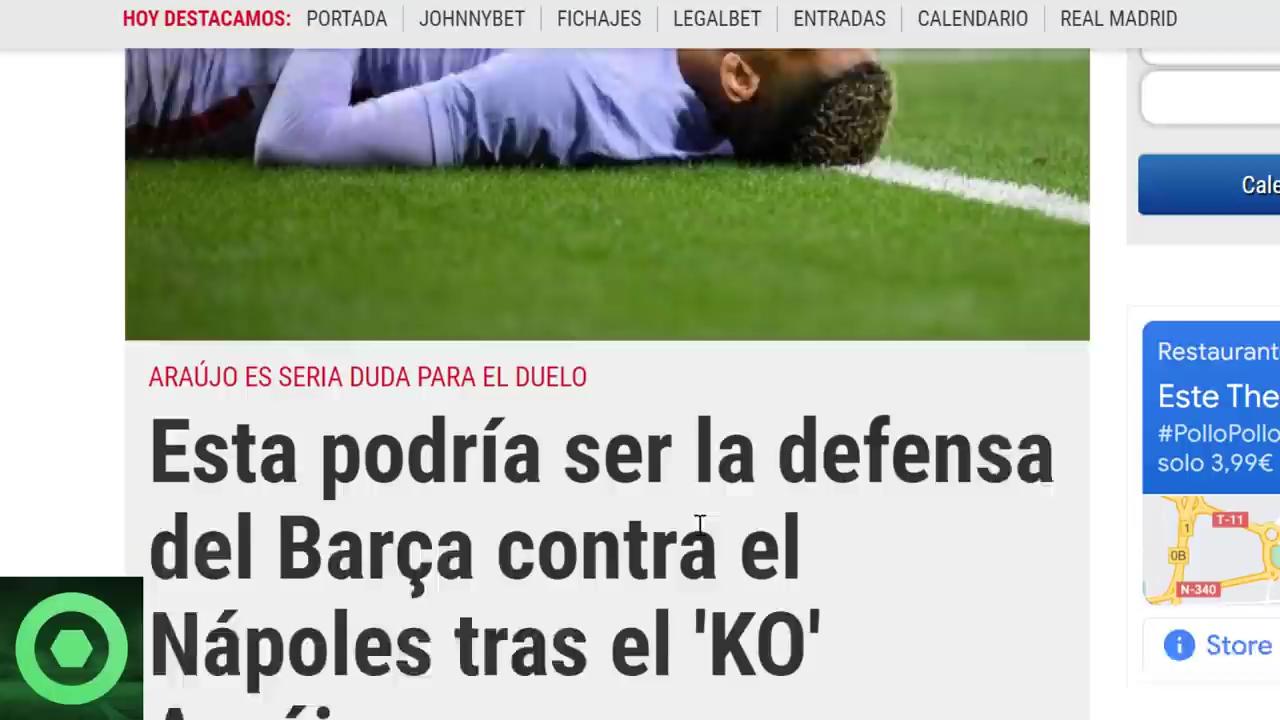 HOY DESTACAMOS: PORTADA JOHNNYBET FICHAJES LEGALBET ENTRADAS CALENDARIO REAL MADRID
Cale
ARAÚJO ES SERIA DUDA PARA EL DUELO
Esta podría ser la defensa
del Barça contra el
Nápoles tras el 'KO'
Restaurant
Este The
#PolloPollo
solo 3,99€
T-11
1
0B
N-340
Store